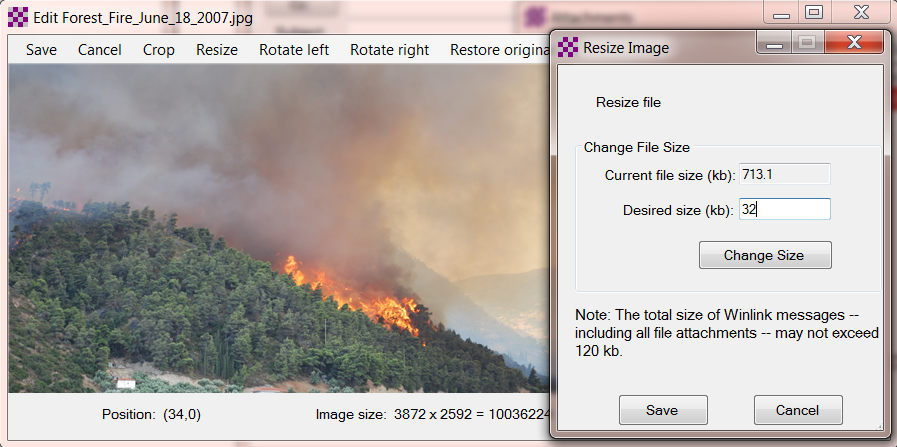 Edit Forest_Fire_June_18_2007.jpg
Attachments
Save Cancel Crop Resize Rotate left Rotate right Restore origina
Resize Image
Resize file
Change File Size
Current file size (kb): 713.1
Desired size (kb): 32
Change Size
Note: The total size of Winlink messages --
including all file attachments -- may not exceed
120 kb.
Save Cancel
Position: (34,0) Image size: 3872 x 2592 = 10036224